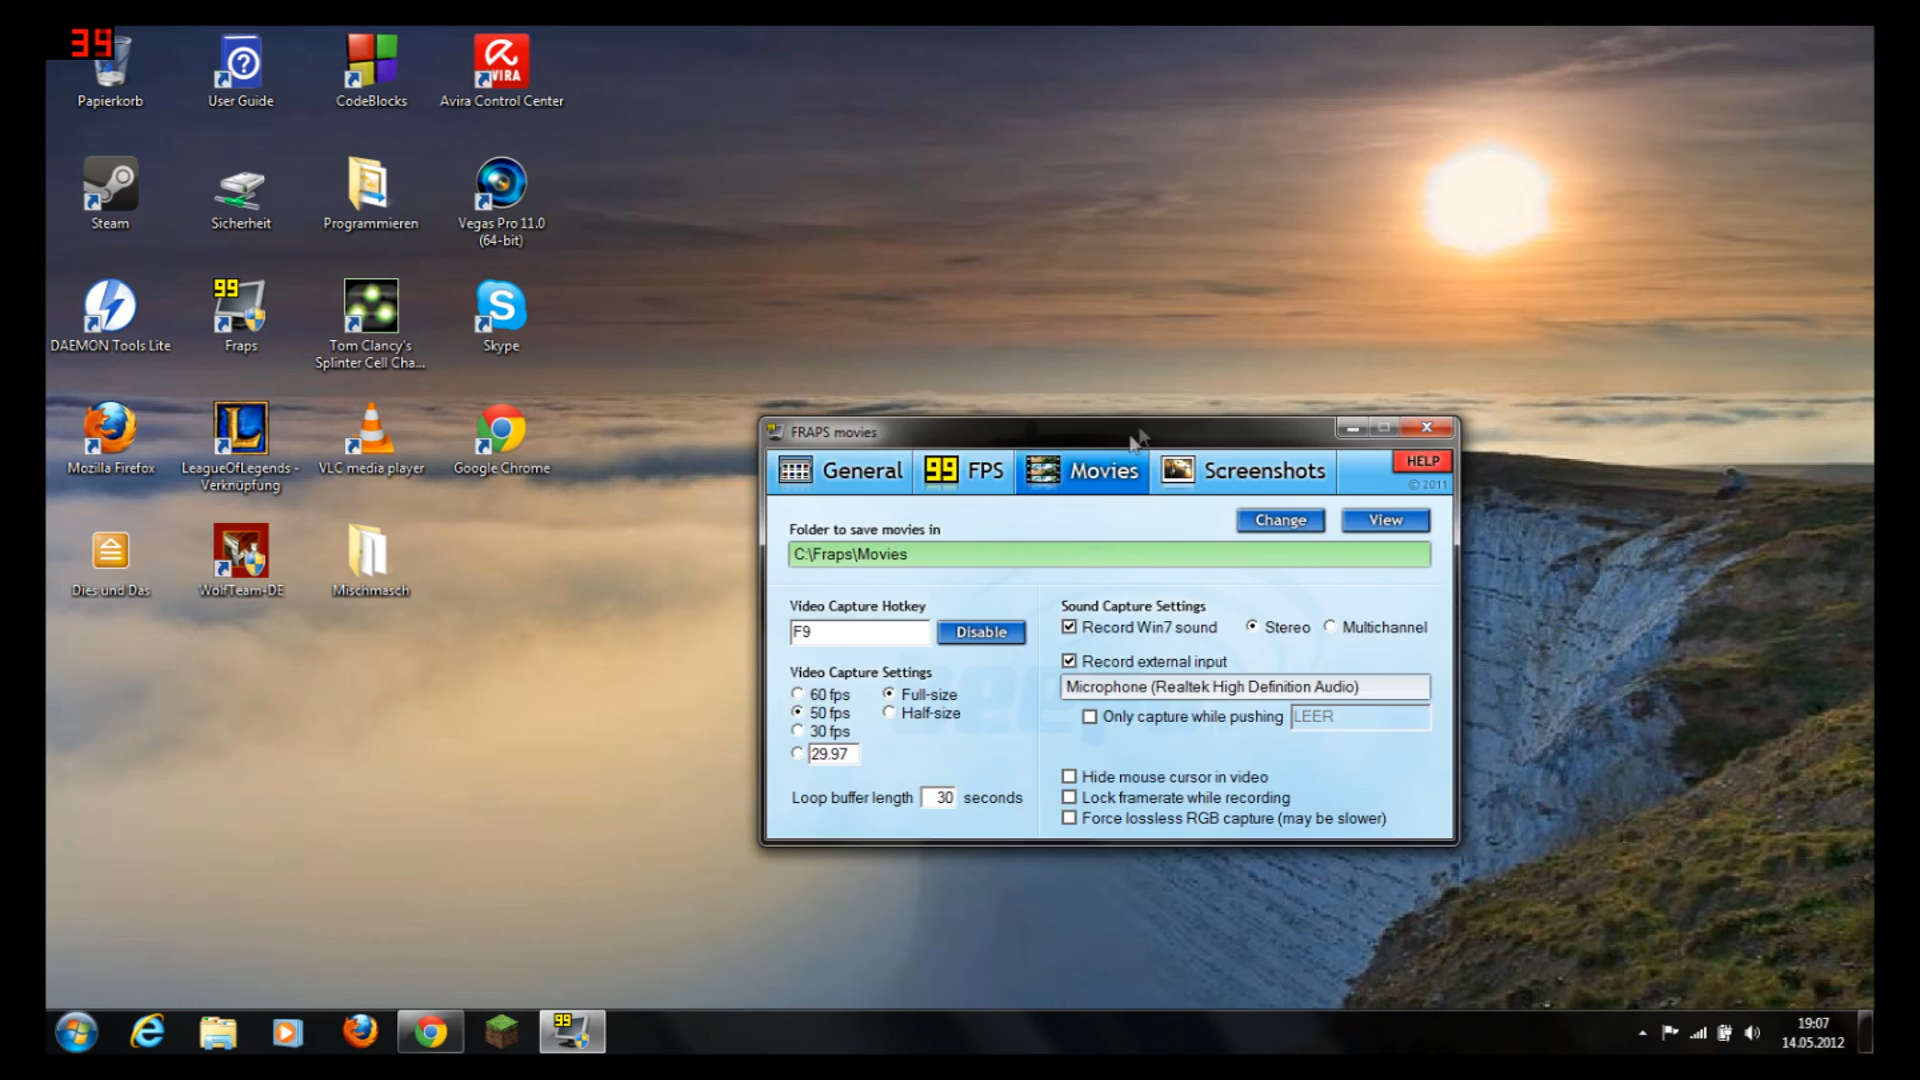 39
Papierkorb
User Guide
CodeBlocks
Avira Control Center
VIRA
Steam
Sicherheit
Programmieren
Vegas Pro 11.0
(64-bit)
99
DAEMON Tools Lite
Fraps
Tom Clancy's
Splinter Cell Cha...
Skype
Mozilla Firefox
LeagueOfLegends -
Verknüpfung
VLC media player
Google Chrome
Dies und Das
WolfTeam-DE
Mischmasch
FRAPS movies
General
99 FPS
Movies
Screenshots
HELP
© 2011
Folder to save movies in
Change
View
C:\Fraps\Movies
Video Capture Hotkey
F9
Disable
Video Capture Settings
60 fps
Full-size
50 fps
Half-size
30 fps
29.97
Loop buffer length 30 seconds
Sound Capture Settings
Record Win7 sound
Stereo
Multichannel
Record external input
Microphone (Realtek High Definition Audio)
Only capture while pushing LEER
Hide mouse cursor in video
Lock framerate while recording
Force lossless RGB capture (may be slower)
99
19:07
14.05.2012